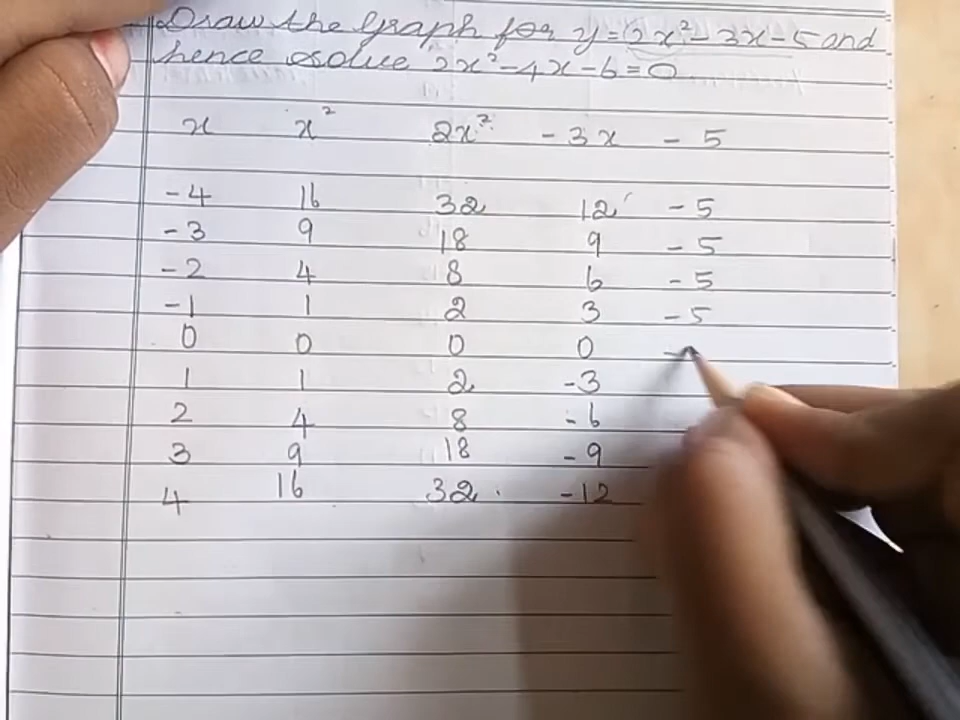 Draw the graph for y = 2x² - 3x - 5 and
hence solve 2x² - 4x - 6 = 0
x x² 2x² - 3x - 5
-4 16 32 12 - 5
-3 9 18 9 - 5
-2 4 8 6 - 5
-1 1 2 3 - 5
0 0 0 0 -
1 1 2 -3
2 4 8 -6
3 9 18 -9
4 16 32 -12